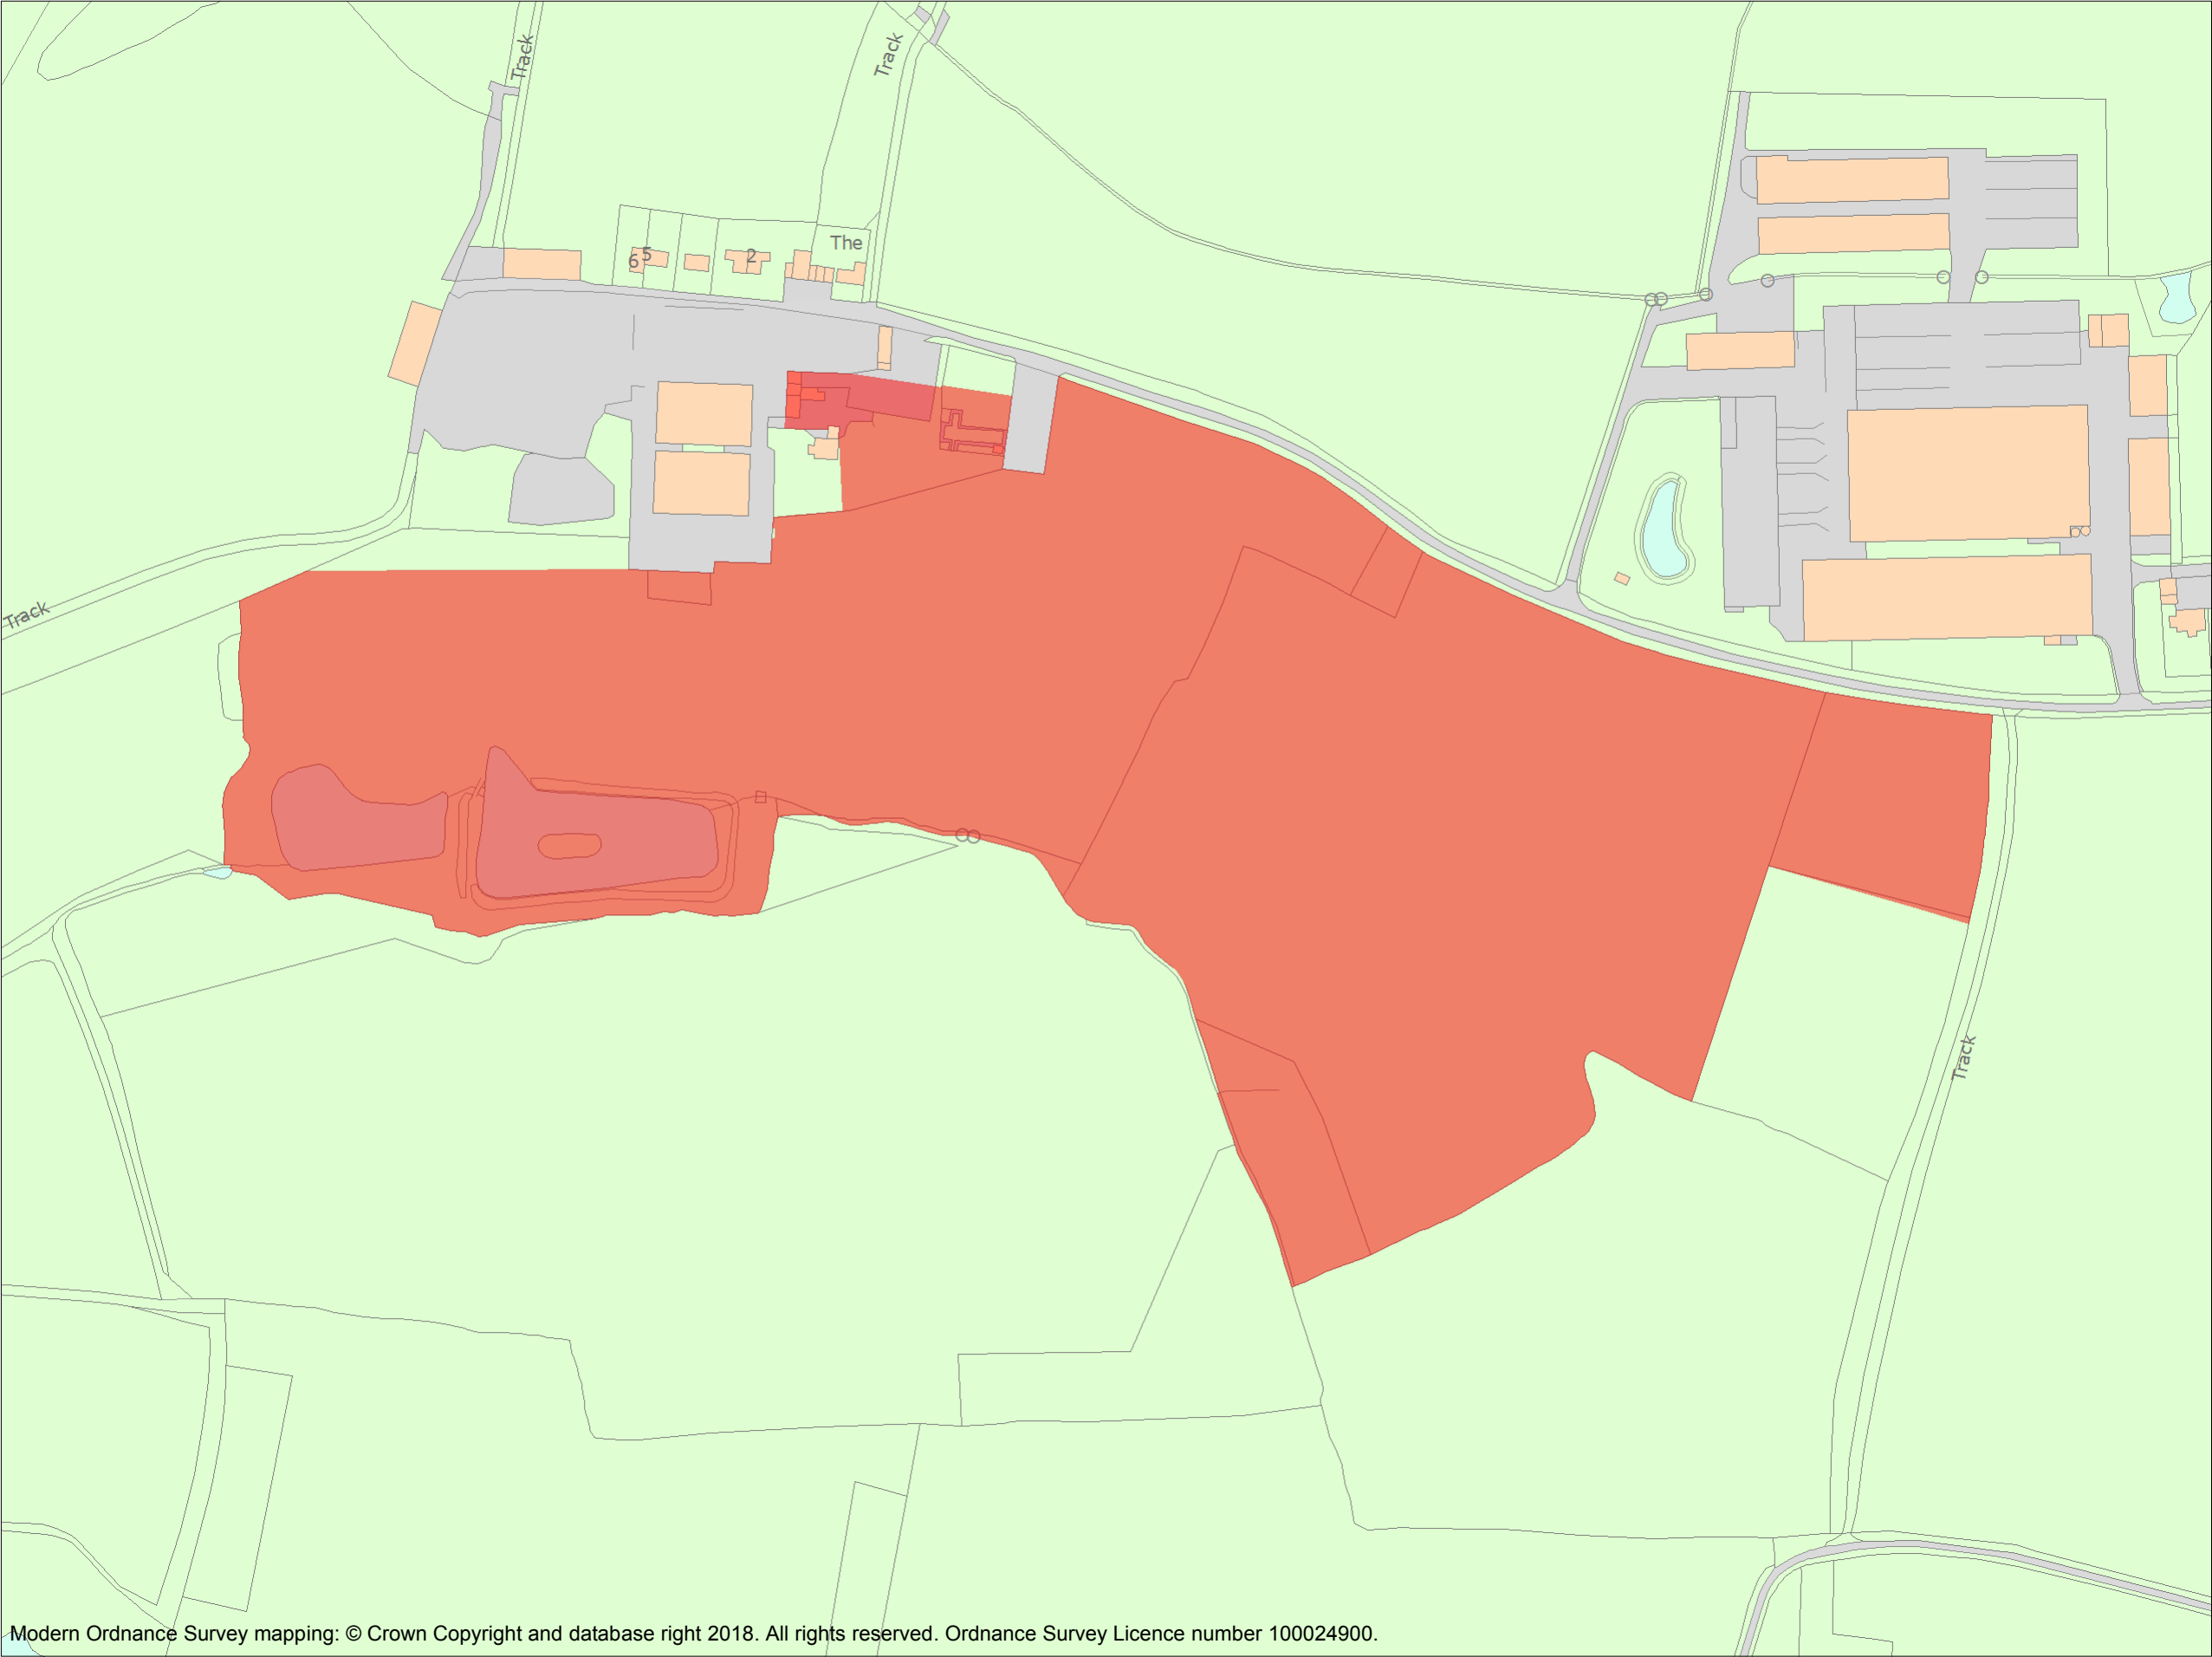 Track
Track
The
6
5
2
Track
Track
Modern Ordnance Survey mapping: © Crown Copyright and database right 2018. All rights reserved. Ordnance Survey Licence number 100024900.